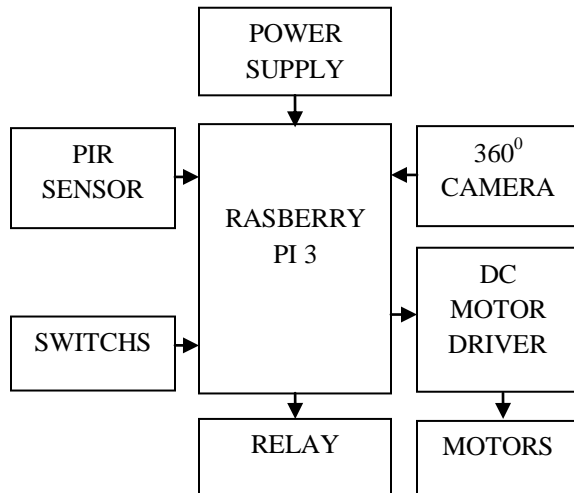 POWER
SUPPLY
PIR
SENSOR
360⁰
CAMERA
RASBERRY
PI 3
DC
MOTOR
DRIVER
SWITCHS
RELAY
MOTORS